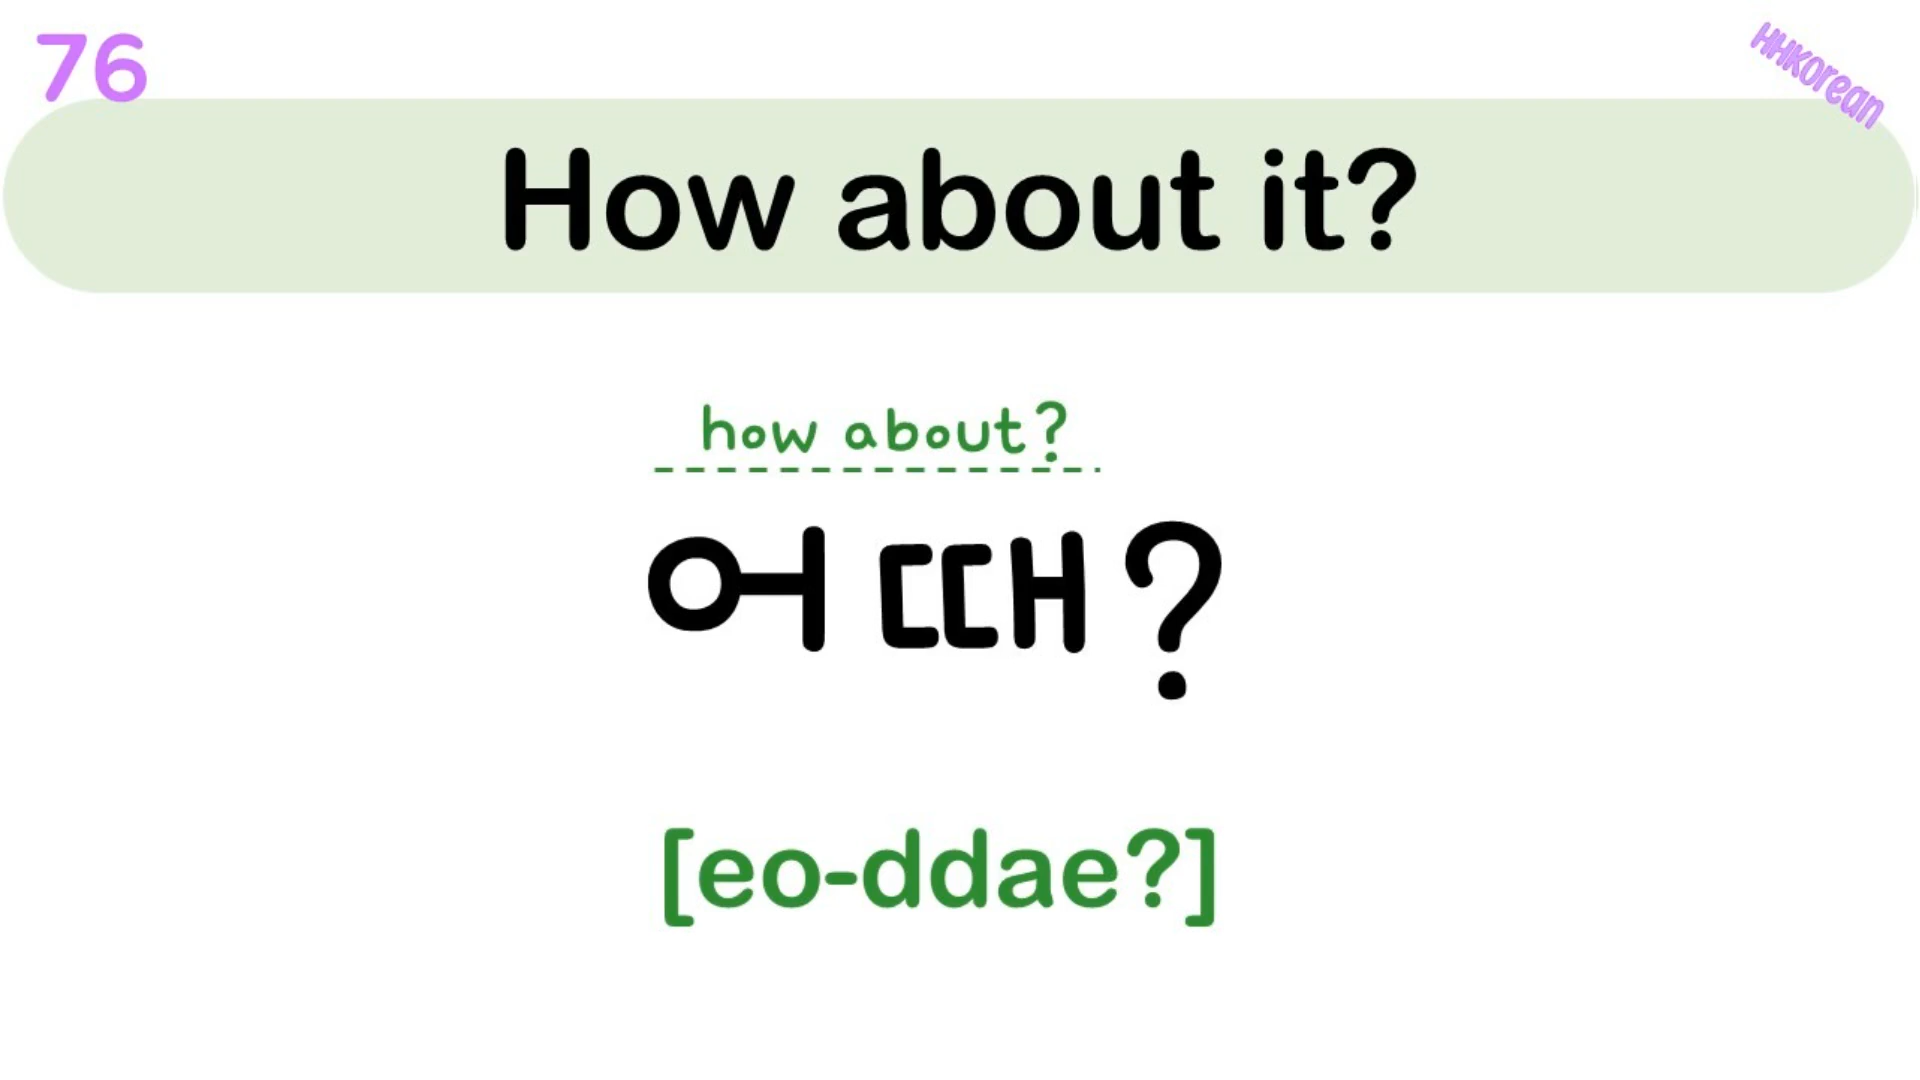 76
HHKorean
How about it?
how about?
어때?
[eo-ddae?]